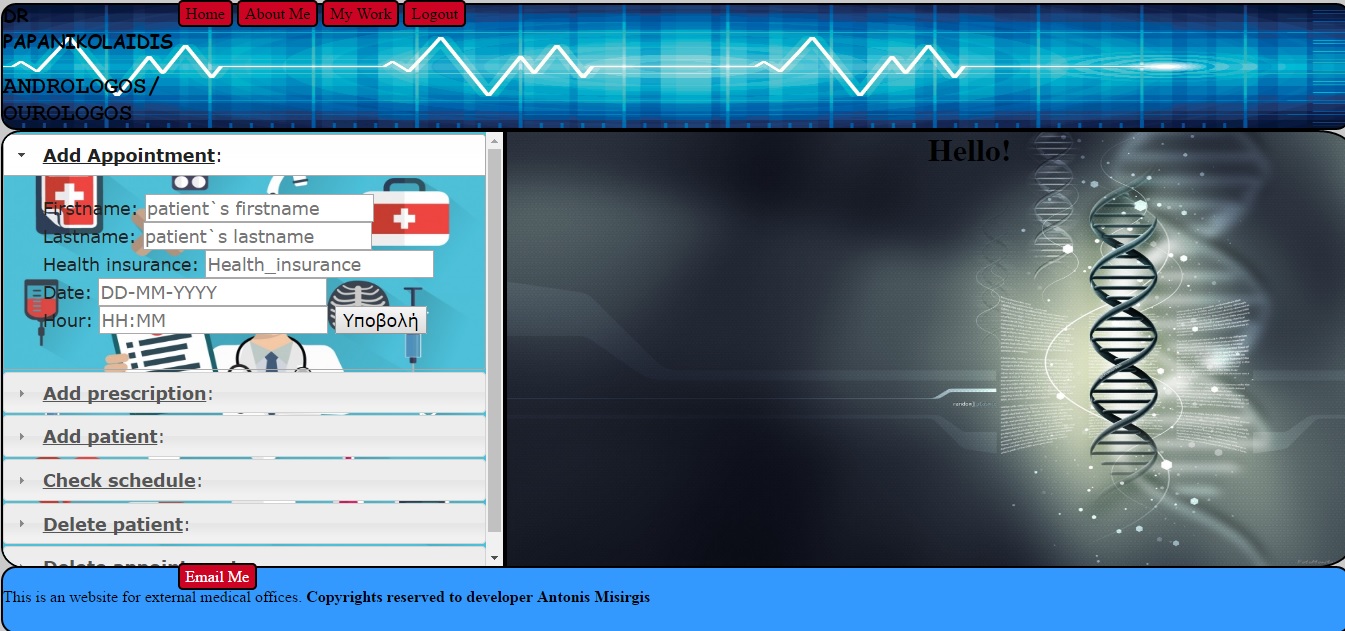 Home About Me My Work Logout
DR
PAPANIKOLAIDIS
ANDROLOGOS/
OUROLOGOS
Add Appointment:
Firstname: patient`s firstname
Lastname: patient`s lastname
Health insurance: Health_insurance
Date: DD-MM-YYYY
Hour: HH:MM Υποβολή
Add prescription:
Add patient:
Check schedule:
Delete patient:
Delete
Hello!
Email Me
This is an website for external medical offices. Copyrights reserved to developer Antonis Misirgis